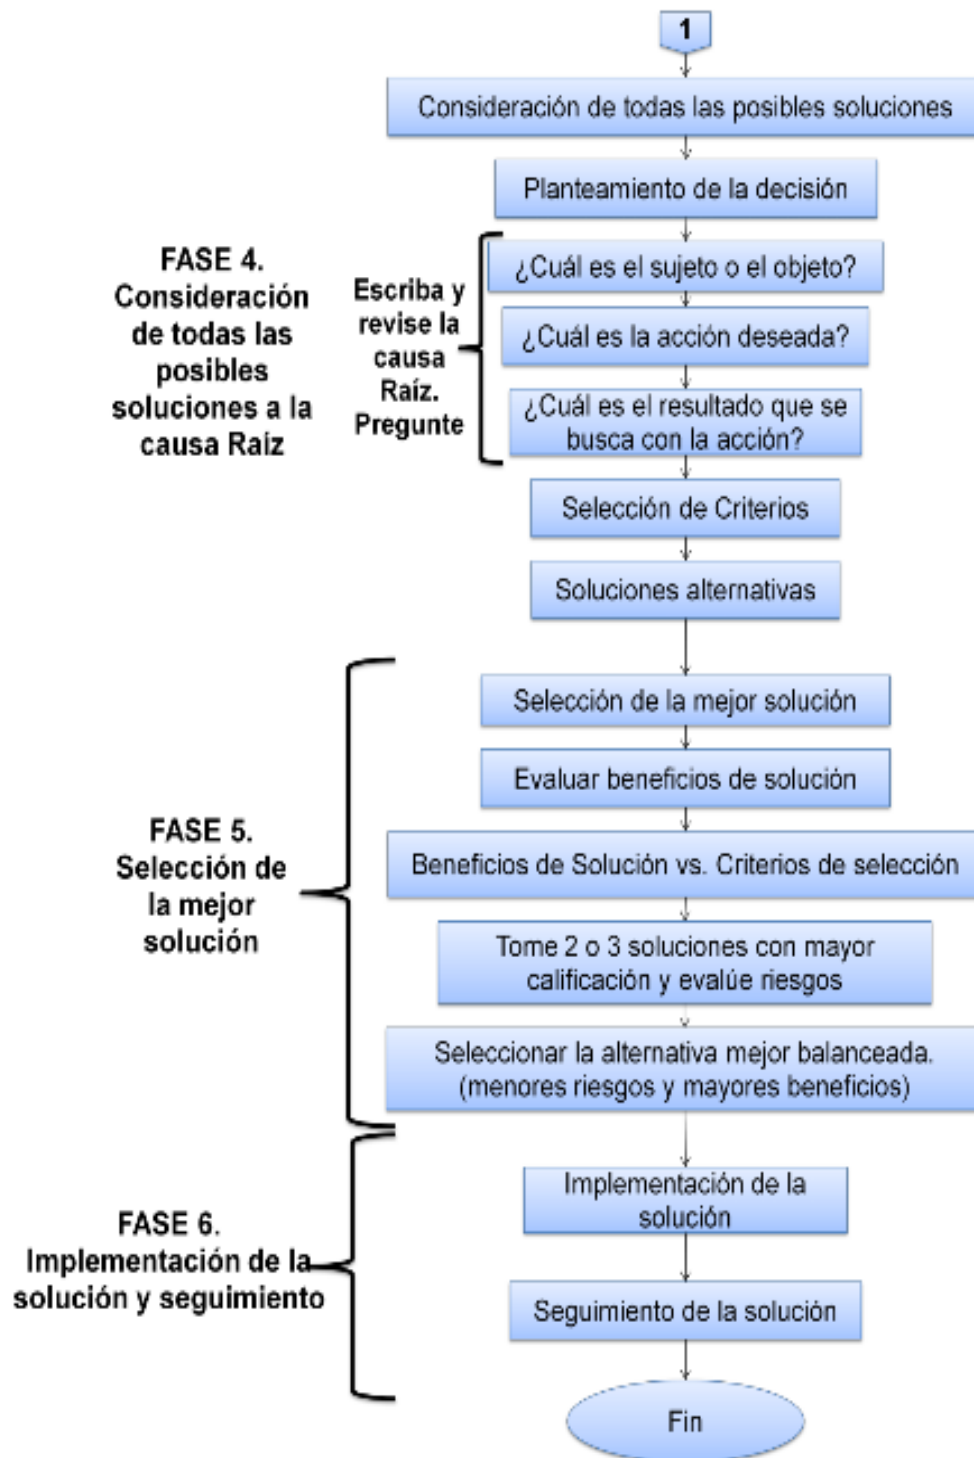 1
Consideración de todas las posibles soluciones
Planteamiento de la decisión
FASE 4.
Consideración
de todas las
posibles
soluciones a la
causa Raíz
Escriba y
revise la
causa
Raíz.
Pregunte
¿Cuál es el sujeto o el objeto?
¿Cuál es la acción deseada?
¿Cuál es el resultado que se
busca con la acción?
Selección de Criterios
Soluciones alternativas
FASE 5.
Selección de
la mejor
solución
Selección de la mejor solución
Evaluar beneficios de solución
Beneficios de Solución vs. Criterios de selección
Tome 2 o 3 soluciones con mayor
calificación y evalúe riesgos
Seleccionar la alternativa mejor balanceada.
(menores riesgos y mayores beneficios)
FASE 6.
Implementación de la
solución y seguimiento
Implementación de la
solución
Seguimiento de la solución
Fin